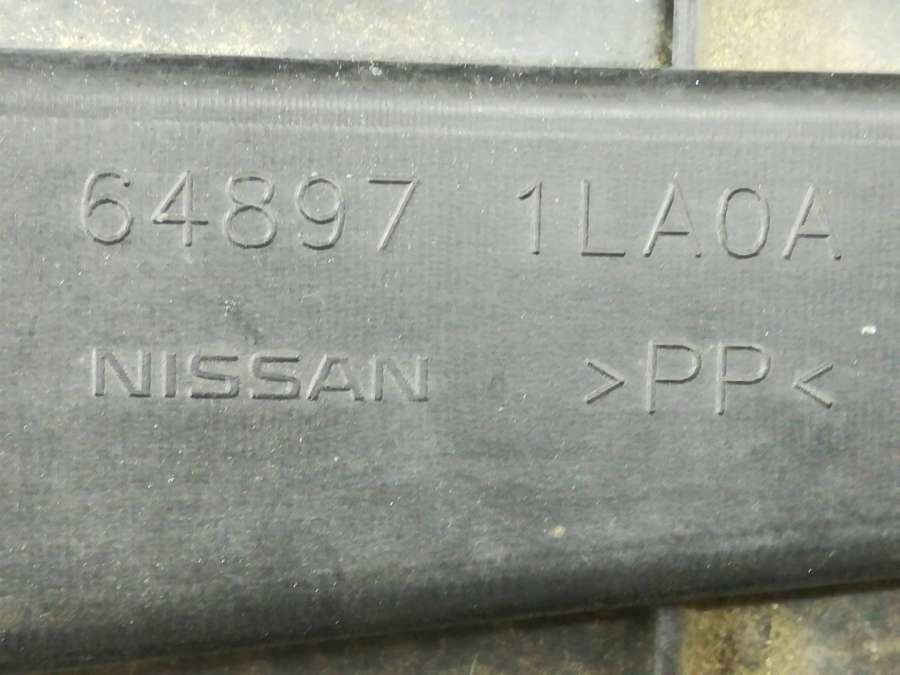 64897 1LA0A
NISSAN >PP<